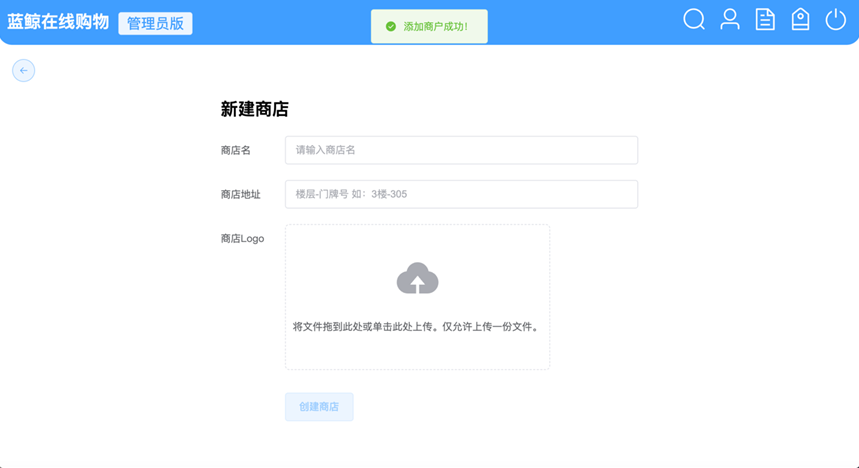 蓝鲸在线购物 管理员版
添加商户成功！
新建商店
商店名 请输入商店名
商店地址 楼层-门牌号 如：3楼-305
商店Logo
将文件拖到此处或单击此处上传。仅允许上传一份文件。
创建商店